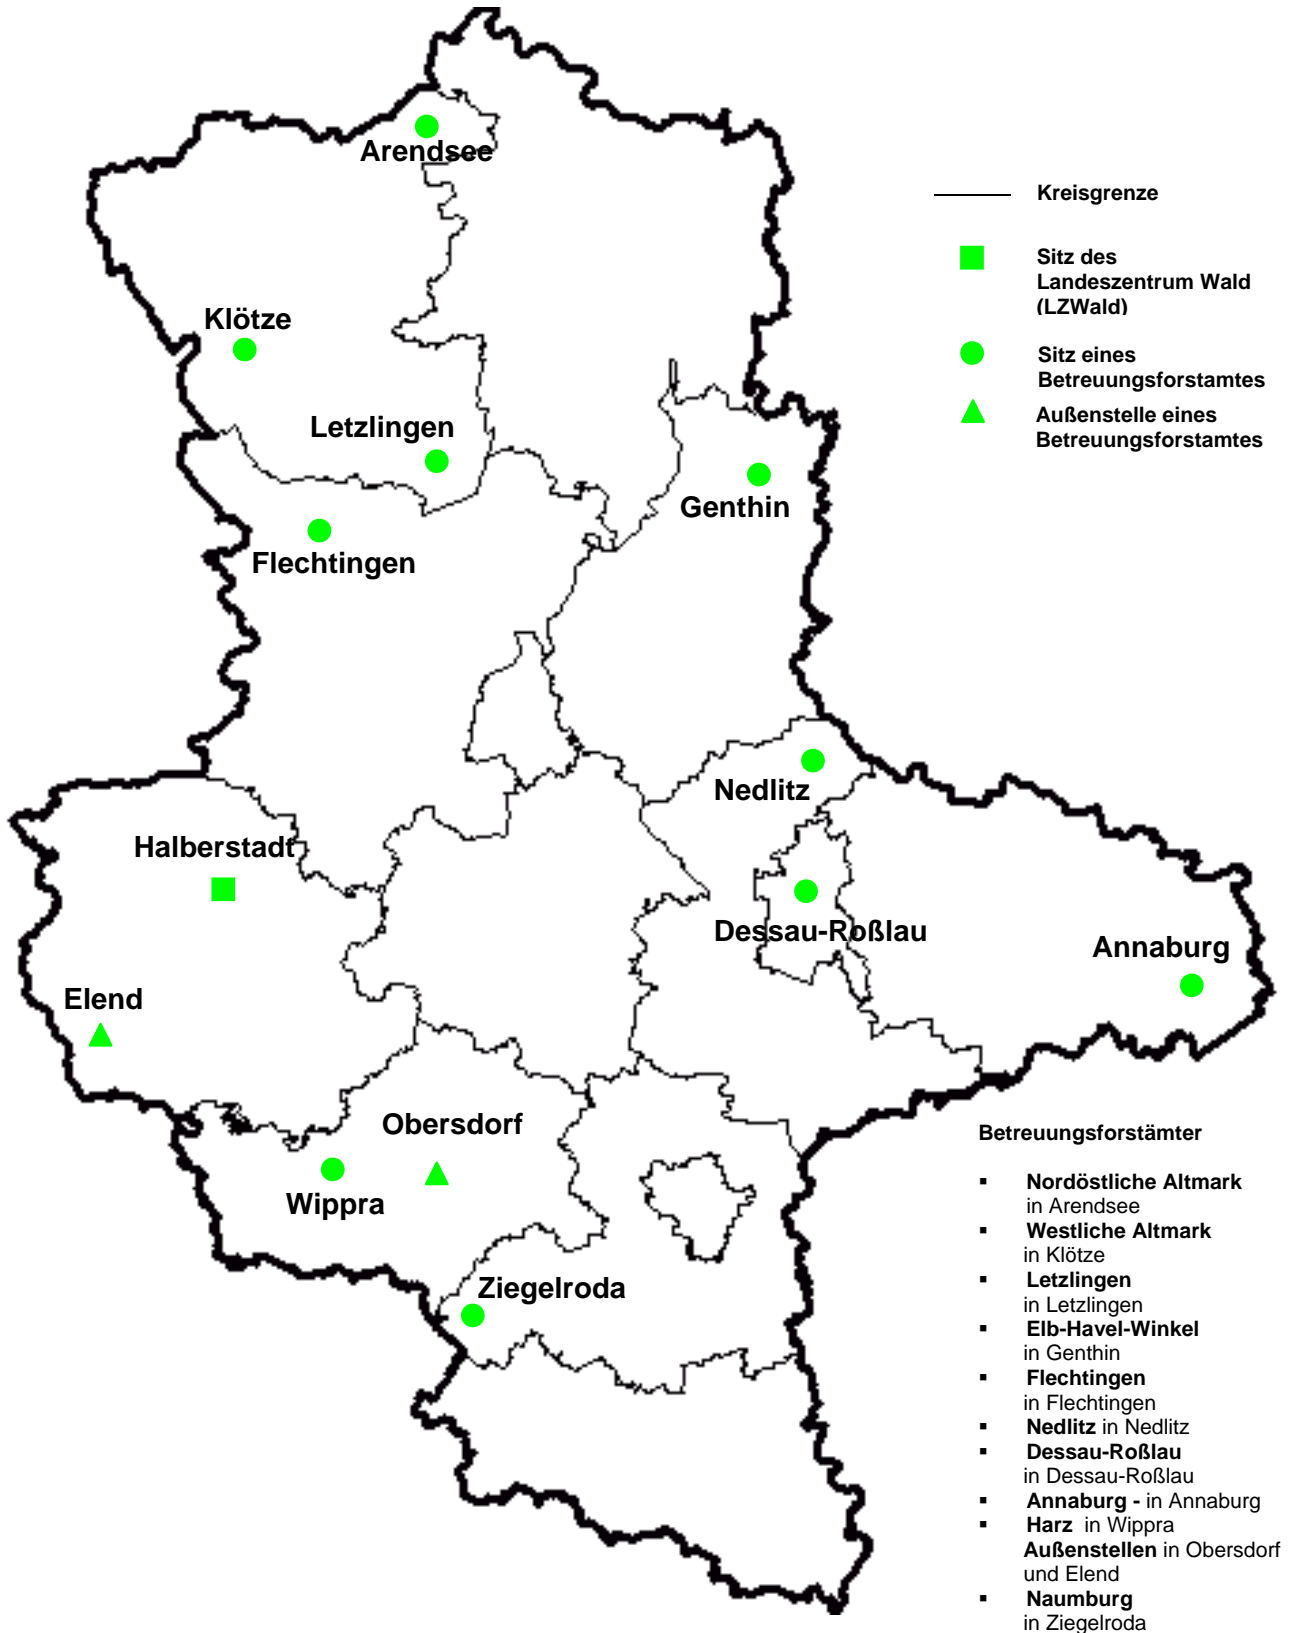 Arendsee
Kreisgrenze
Sitz des
Landeszentrum Wald
(LZWald)
Klötze
Sitz eines
Betreuungsforstamtes
Außenstelle eines
Betreuungsforstamtes
Letzlingen
Genthin
Flechtingen
Nedlitz
Halberstadt
Dessau-Roßlau
Annaburg
Elend
Obersdorf
Wippra
Ziegelroda
Betreuungsforstämter
▪ Nordöstliche Altmark
in Arendsee
▪ Westliche Altmark
in Klötze
▪ Letzlingen
in Letzlingen
▪ Elb-Havel-Winkel
in Genthin
▪ Flechtingen
in Flechtingen
▪ Nedlitz in Nedlitz
▪ Dessau-Roßlau
in Dessau-Roßlau
▪ Annaburg - in Annaburg
▪ Harz in Wippra
Außenstellen in Obersdorf
und Elend
▪ Naumburg
in Ziegelroda